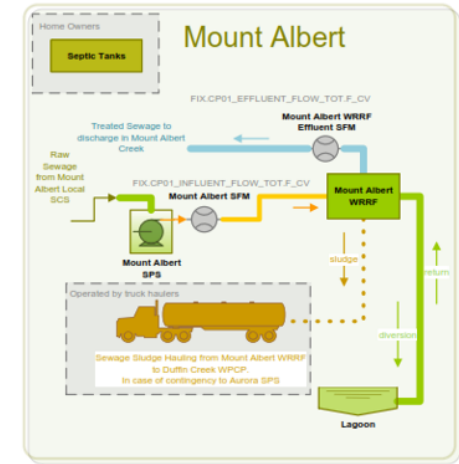 Home Owners
Septic Tanks
Mount Albert
FIX.CP01_EFFLUENT_FLOW_TOT.F_CV
Mount Albert WRRF
Effluent SFM
Treated Sewage to
discharge in Mount Albert
Creek
Raw
Sewage
from Mount
Albert Local
SCS
FIX.CP01_INFLUENT_FLOW_TOT.F_CV
Mount Albert SFM
Mount Albert
WRRF
Mount Albert
SPS
sludge
return
diversion
Operated by truck haulers
Sewage Sludge Hauling from Mount Albert WRRF
to Duffin Creek WPCP.
In case of contingency to Aurora SPS
Lagoon